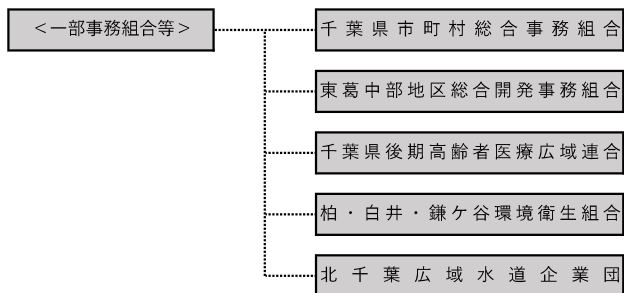 ＜一部事務組合等＞
千葉県市町村総合事務組合
東葛中部地区総合開発事務組合
千葉県後期高齢者医療広域連合
柏・白井・鎌ケ谷環境衛生組合
北千葉広域水道企業団